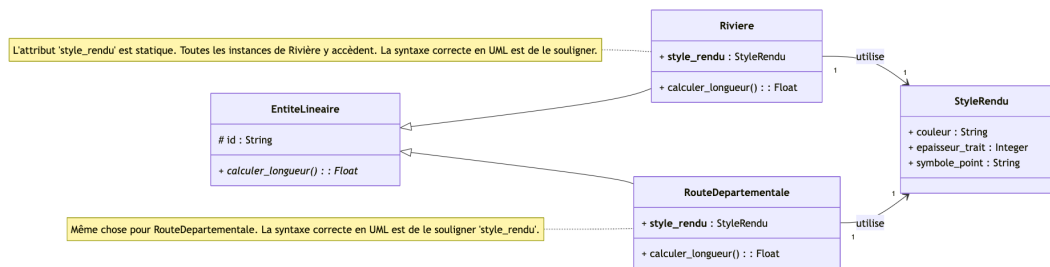 Riviere
+ style_rendu : StyleRendu
+ calculer_longueur() : : Float
L'attribut 'style_rendu' est statique. Toutes les instances de Rivière y accèdent. La syntaxe correcte en UML est de le souligner.
utilise
1
1
StyleRendu
+ couleur : String
+ epaisseur_trait : Integer
+ symbole_point : String
EntiteLineaire
# id : String
+ calculer_longueur() : : Float
RouteDepartementale
+ style_rendu : StyleRendu
+ calculer_longueur() : : Float
1
utilise
1
Même chose pour RouteDepartementale. La syntaxe correcte en UML est de le souligner 'style_rendu'.